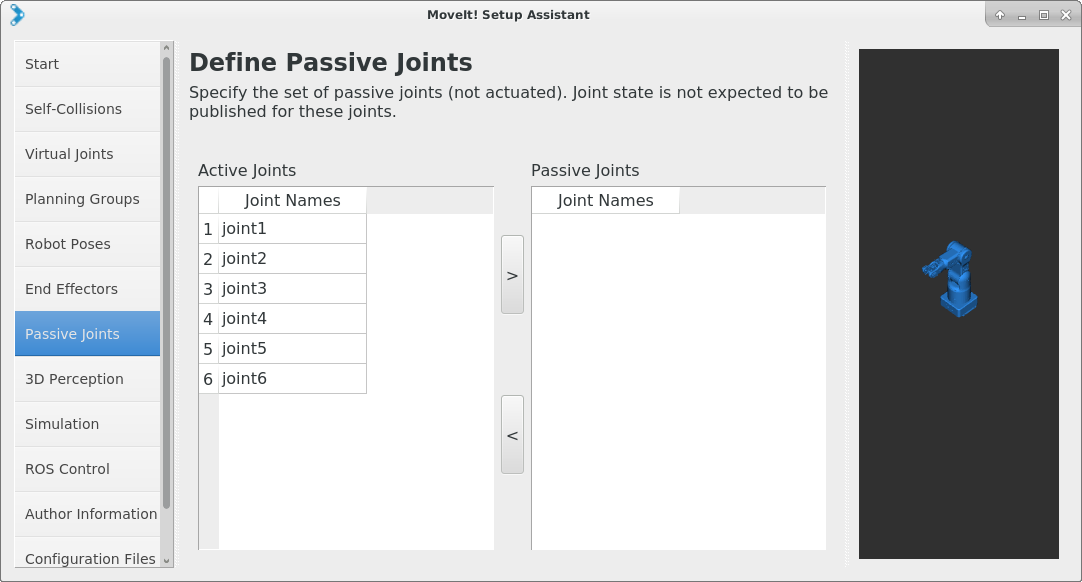 MoveIt! Setup Assistant
Start
Self-Collisions
Virtual Joints
Planning Groups
Robot Poses
End Effectors
Passive Joints
3D Perception
Simulation
ROS Control
Author Information
Configuration Files
Define Passive Joints
Specify the set of passive joints (not actuated). Joint state is not expected to be
published for these joints.
Active Joints
Joint Names
1 joint1
2 joint2
3 joint3
4 joint4
5 joint5
6 joint6
>
<
Passive Joints
Joint Names